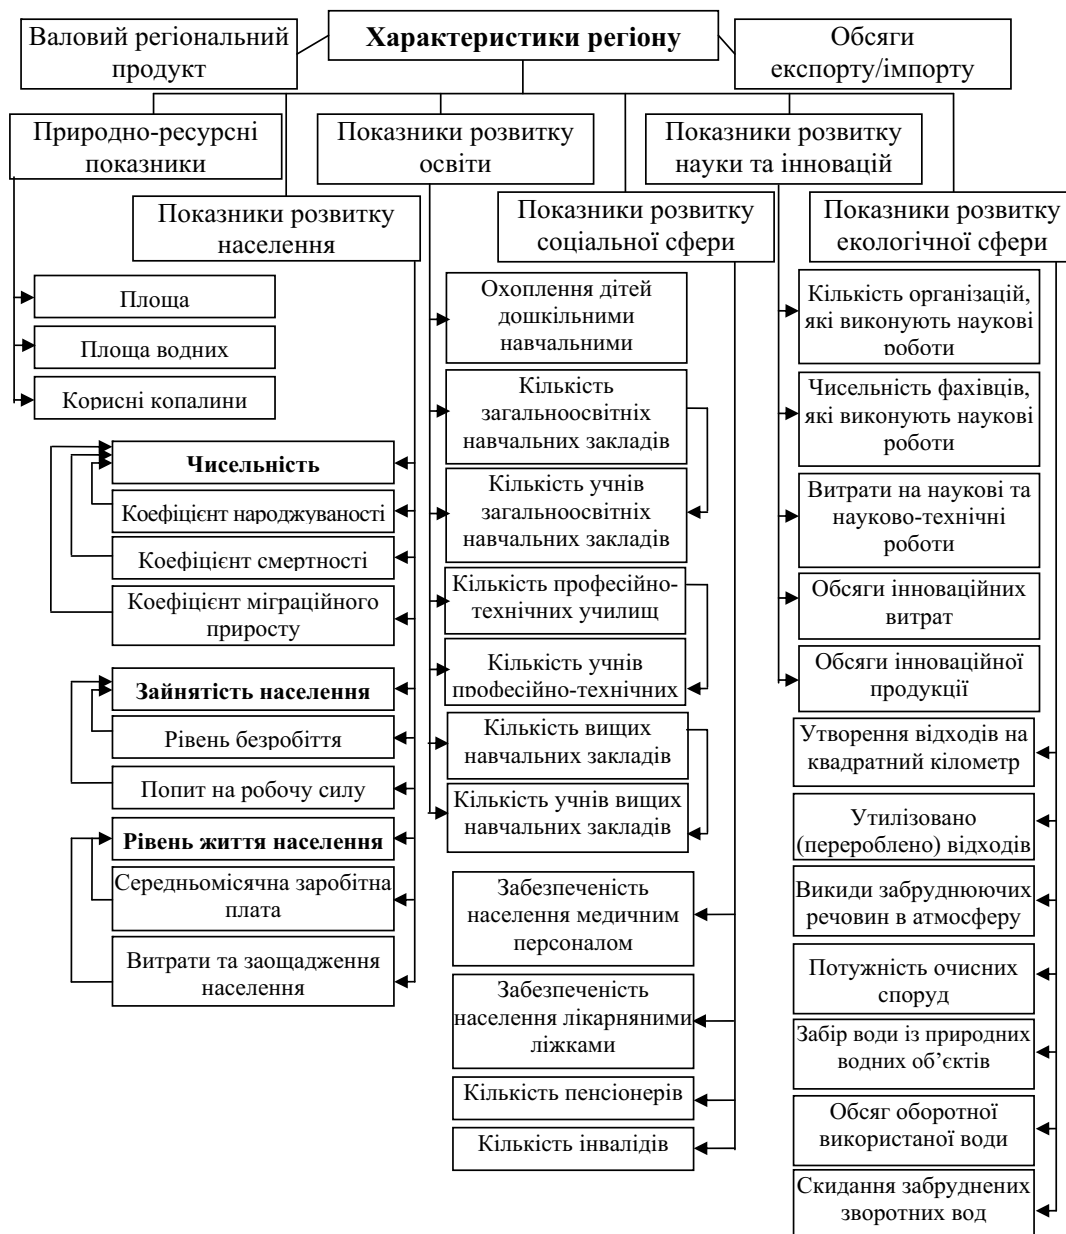 Валовий регіональний
продукт
Характеристики регіону
Обсяги
експорту/імпорту
Природно-ресурсні
показники
Показники розвитку
освіти
Показники розвитку
науки та інновацій
Показники розвитку
населення
Показники розвитку
соціальної сфери
Показники розвитку
екологічної сфери
Площа
Площа водних
Корисні копалини
Чисельність
Коефіцієнт народжуваності
Коефіцієнт смертності
Коефіцієнт міграційного
приросту
Зайнятість населення
Рівень безробіття
Попит на робочу силу
Рівень життя населення
Середньомісячна заробітна
плата
Витрати та заощадження
населення
Охоплення дітей
дошкільними
навчальними
Кількість
загальноосвітніх
навчальних закладів
Кількість учнів
загальноосвітніх
навчальних закладів
Кількість професійно-
технічних училищ
Кількість учнів
професійно-технічних
Кількість вищих
навчальних закладів
Кількість учнів вищих
навчальних закладів
Забезпеченість
населення медичним
персоналом
Забезпеченість
населення лікарняними
ліжками
Кількість пенсіонерів
Кількість інвалідів
Кількість організацій,
які виконують наукові
роботи
Чисельність фахівців,
які виконують наукові
роботи
Витрати на наукові та
науково-технічні
роботи
Обсяги інноваційних
витрат
Обсяги інноваційної
продукції
Утворення відходів на
квадратний кілометр
Утилізовано
(перероблено) відходів
Викиди забруднюючих
речовин в атмосферу
Потужність очисних
споруд
Забір води із природних
водних об’єктів
Обсяг оборотної
використаної води
Скидання забруднених
зворотних вод